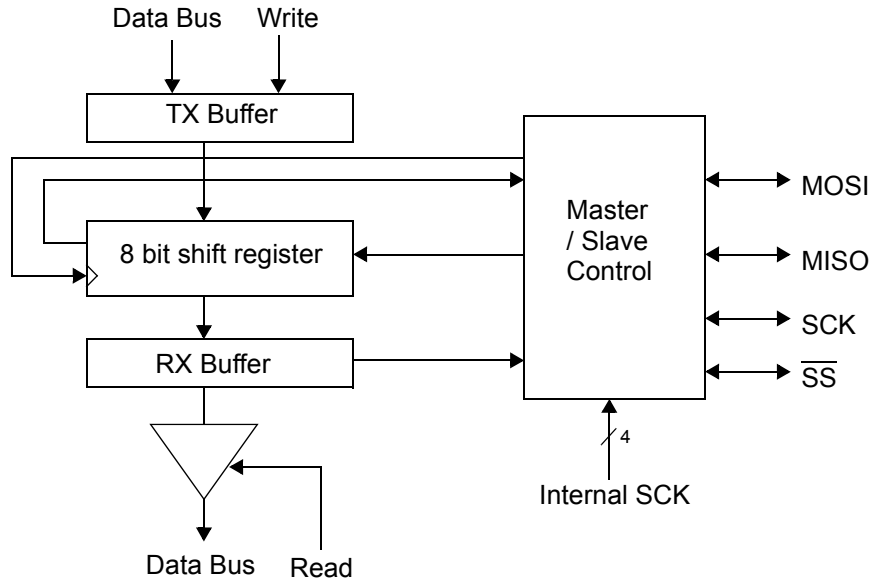 Data Bus Write
TX Buffer
MOSI
Master
/ Slave
Control
8 bit shift register
MISO
SCK
RX Buffer
S̅S̅
4
Internal SCK
Data Bus Read